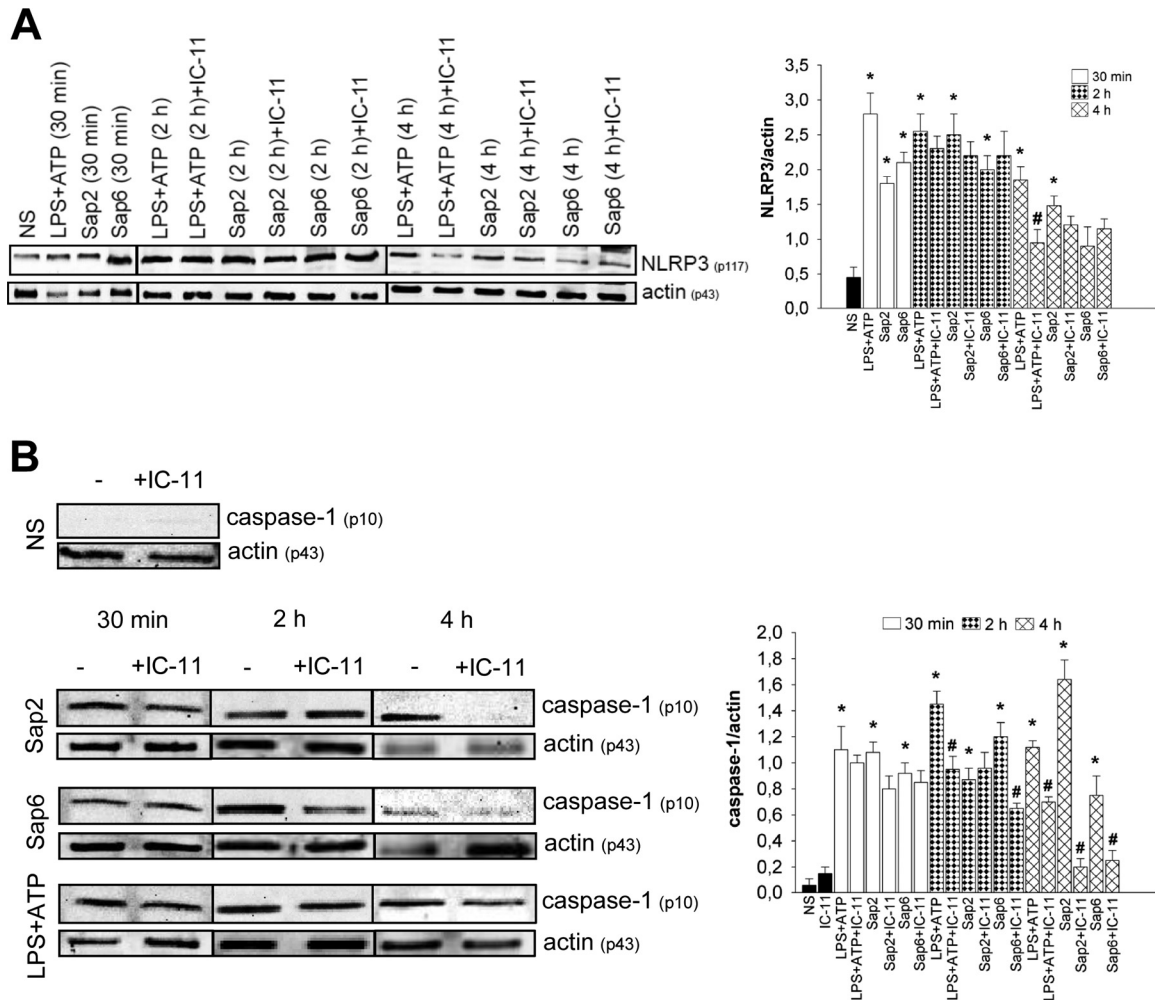 A
NS
LPS+ATP (30 min)
Sap2 (30 min)
Sap6 (30 min)
LPS+ATP (2 h)
LPS+ATP (2 h)+IC-11
Sap2 (2 h)
Sap2 (2 h)+IC-11
Sap6 (2 h)
Sap6 (2 h)+IC-11
LPS+ATP (4 h)
LPS+ATP (4 h)+IC-11
Sap2 (4 h)
Sap2 (4 h)+IC-11
Sap6 (4 h)
Sap6 (4 h)+IC-11
NLRP3 (p117)
actin (p43)
NLRP3/actin
3,5
3,0
2,5
2,0
1,5
1,0
0,5
0,0
30 min
2 h
4 h
* * * * * * * # *
NS
LPS+ATP
Sap2
Sap6
LPS+ATP
LPS+ATP+IC-11
Sap2
Sap2+IC-11
Sap6
Sap6+IC-11
LPS+ATP
LPS+ATP+IC-11
Sap2
Sap2+IC-11
Sap6
Sap6+IC-11
B
- +IC-11
NS
caspase-1 (p10)
actin (p43)
30 min 2 h 4 h
- +IC-11 - +IC-11 - +IC-11
Sap2
caspase-1 (p10)
actin (p43)
Sap6
caspase-1 (p10)
actin (p43)
LPS+ATP
caspase-1 (p10)
actin (p43)
caspase-1/actin
2,0
1,8
1,6
1,4
1,2
1,0
0,8
0,6
0,4
0,2
0,0
30 min 2 h 4 h
* * * * # * * # * # * # * #
NS
IC-11
LPS+ATP
LPS+ATP+IC-11
Sap2
Sap2+IC-11
Sap6
Sap6+IC-11
LPS+ATP
LPS+ATP+IC-11
Sap2
Sap2+IC-11
Sap6
Sap6+IC-11
LPS+ATP
LPS+ATP+IC-11
Sap2
Sap2+IC-11
Sap6
Sap6+IC-11